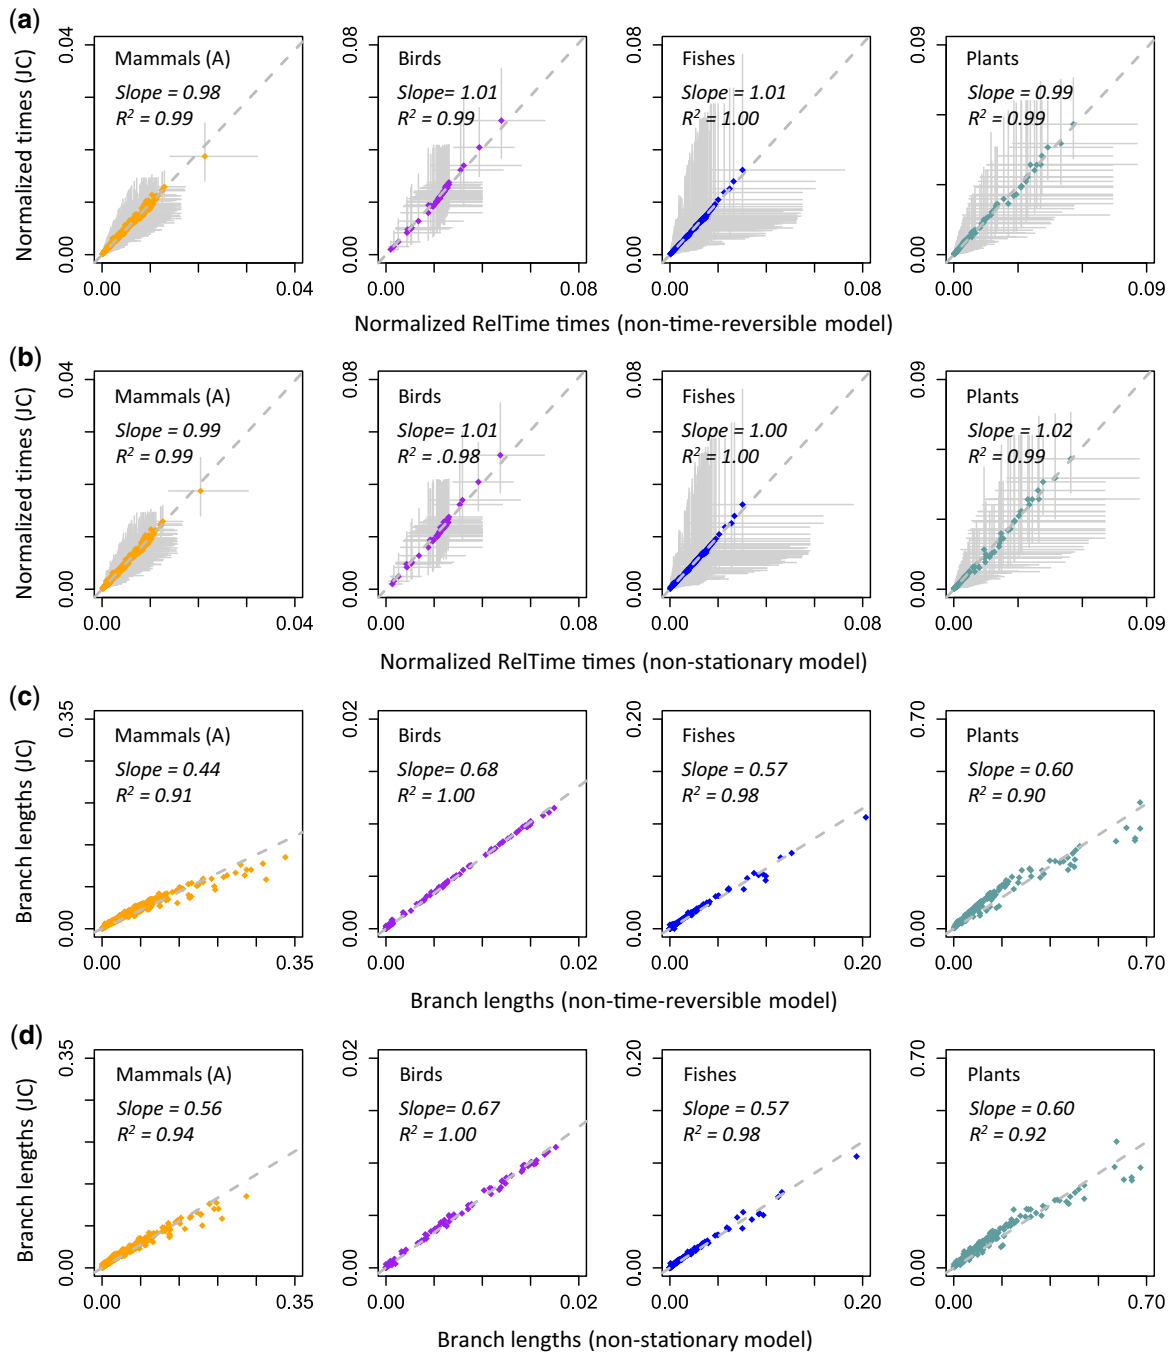 (a)
Normalized times (JC)
0.04
0.00
Mammals (A)
Slope = 0.98
R² = 0.99
0.00 0.04
0.08
0.00
Birds
Slope= 1.01
R² = 0.99
0.00 0.08
0.08
0.00
Fishes
Slope = 1.01
R² = 1.00
0.00 0.08
0.09
0.00
Plants
Slope = 0.99
R² = 0.99
0.00 0.09
Normalized RelTime times (non-time-reversible model)
(b)
Normalized times (JC)
0.04
0.00
Mammals (A)
Slope = 0.99
R² = 0.99
0.00 0.04
0.08
0.00
Birds
Slope= 1.01
R² = .0.98
0.00 0.08
0.08
0.00
Fishes
Slope = 1.00
R² = 1.00
0.00 0.08
0.09
0.00
Plants
Slope = 1.02
R² = 0.99
0.00 0.09
Normalized RelTime times (non-stationary model)
(c)
Branch lengths (JC)
0.35
0.00
Mammals (A)
Slope = 0.44
R² = 0.91
0.00 0.35
0.02
0.00
Birds
Slope= 0.68
R² = 1.00
0.00 0.02
0.20
0.00
Fishes
Slope = 0.57
R² = 0.98
0.00 0.20
0.70
0.00
Plants
Slope = 0.60
R² = 0.90
0.00 0.70
Branch lengths (non-time-reversible model)
(d)
Branch lengths (JC)
0.35
0.00
Mammals (A)
Slope = 0.56
R² = 0.94
0.00 0.35
0.02
0.00
Birds
Slope= 0.67
R² = 1.00
0.00 0.02
0.20
0.00
Fishes
Slope = 0.57
R² = 0.98
0.00 0.20
0.70
0.00
Plants
Slope = 0.60
R² = 0.92
0.00 0.70
Branch lengths (non-stationary model)